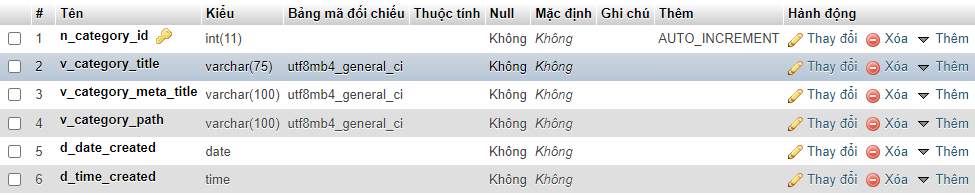 # Tên Kiểu Bảng mã đối chiếu Thuộc tính Null Mặc định Ghi chú Thêm Hành động
1 n_category_id int(11) Không Không AUTO_INCREMENT Thay đổi Xóa Thêm
2 v_category_title varchar(75) utf8mb4_general_ci Không Không Thay đổi Xóa Thêm
3 v_category_meta_title varchar(100) utf8mb4_general_ci Không Không Thay đổi Xóa Thêm
4 v_category_path varchar(100) utf8mb4_general_ci Không Không Thay đổi Xóa Thêm
5 d_date_created date Không Không Thay đổi Xóa Thêm
6 d_time_created time Không Không Thay đổi Xóa Thêm